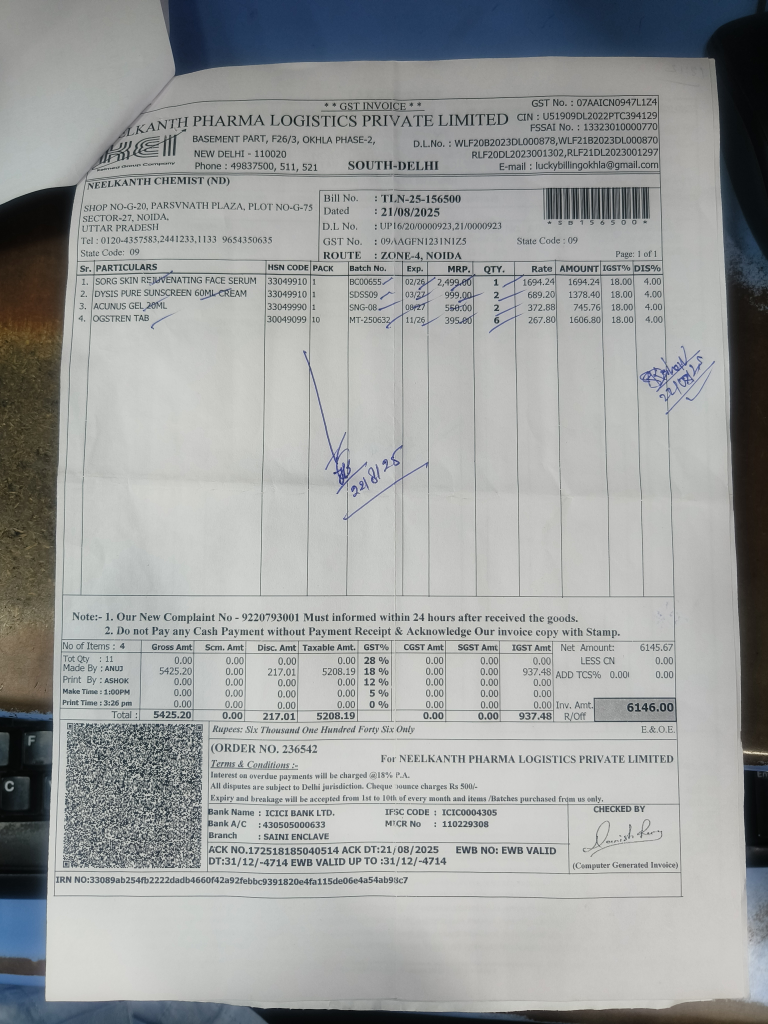 * * GST INVOICE * *
GST No. : 07AAICN0947L1Z4
ELKANTH PHARMA LOGISTICS PRIVATE LIMITED
CIN : U51909DL2022PTC394129
FSSAI No. : 13323010000770
BASEMENT PART, F26/3, OKHLA PHASE-2,
D.L.No. : WLF20B2023DL000878,WLF21B2023DL000870
NEW DELHI - 110020
RLF20DL2023001302,RLF21DL2023001297
Phone : 49837500, 511, 521
SOUTH-DELHI
E-mail : luckybillingokhla@gmail.com
NEELKANTH CHEMIST (ND)
SHOP NO-G-20, PARSVNATH PLAZA, PLOT NO-G-75
SECTOR-27, NOIDA,
UTTAR PRADESH
Tel : 0120-4357583,2441233,1133 9654350635
State Code: 09
Bill No. : TLN-25-156500
Dated : 21/08/2025
D.L. No. : UP16/20/0000923,21/0000923
GST No. : 09AAGFN1231N1Z5 State Code : 09
ROUTE : ZONE-4, NOIDA
Page: 1 of 1
Sr. PARTICULARS HSN CODE PACK Batch No. Exp. MRP. QTY. Rate AMOUNT IGST% DIS%
1. SORG SKIN REJUVENATING FACE SERUM 33049910 1 BC00655 02/26 2,499.00 1 1694.24 1694.24 18.00 4.00
2. DYSIS PURE SUNSCREEN 60ML CREAM 33049910 1 SDSS09 03/27 999.00 2 689.20 1378.40 18.00 4.00
3. ACUNUS GEL 20ML 33049990 1 SNG-08 08/27 550.00 2 372.88 745.76 18.00 4.00
4. OGSTREN TAB 30049099 10 MT-250632 11/26 395.00 6 267.80 1606.80 18.00 4.00
22/08/25
22/8/25
Note:- 1. Our New Complaint No - 9220793001 Must informed within 24 hours after received the goods.
2. Do not Pay any Cash Payment without Payment Receipt & Acknowledge Our invoice copy with Stamp.
No of Items : 4 Gross Amt Scm. Amt Disc. Amt Taxable. Amt GST% CGST Amt SGST Amt IGST Amt Net Amount: 6145.67
Tot Qty : 11 0.00 0.00 0.00 0.00 28 % 0.00 0.00 0.00 LESS CN 0.00
Made By : ANUJ 5425.20 0.00 217.01 5208.19 18 % 0.00 0.00 937.48 ADD TCS% 0.00 0.00
Print By : ASHOK 0.00 0.00 0.00 0.00 12 % 0.00 0.00 0.00
Make Time : 1:00PM 0.00 0.00 0.00 0.00 5 % 0.00 0.00 0.00
Print Time : 3:26 pm 0.00 0.00 0.00 0.00 0 % 0.00 0.00 0.00 Inv. Amt. 6146.00
Total : 5425.20 0.00 217.01 5208.19 0.00 0.00 937.48 R/Off
Rupees: Six Thousand One Hundred Forty Six Only E.& O.E.
(ORDER NO. 236542
For NEELKANTH PHARMA LOGISTICS PRIVATE LIMITED
Terms & Conditions :-
Interest on overdue payments will be charged @18% P.A.
All disputes are subject to Delhi jurisdiction. Cheque bounce charges Rs 500/-
Expiry and breakage will be accepted from 1st to 10th of every month and items /Batches purchased from us only.
Bank Name : ICICI BANK LTD. IFSC CODE : ICIC0004305
Bank A/C : 430505000633 MICR No : 110229308
Branch : SAINI ENCLAVE
CHECKED BY
ACK NO.172518185040514 ACK DT:21/08/2025 EWB NO: EWB VALID
DT:31/12/-4714 EWB VALID UP TO :31/12/-4714
(Computer Generated Invoice)
IRN NO:33089ab254fb2222dadb4660f42a92febbc9391820e4fa115de06e4a54ab98c7
F
C